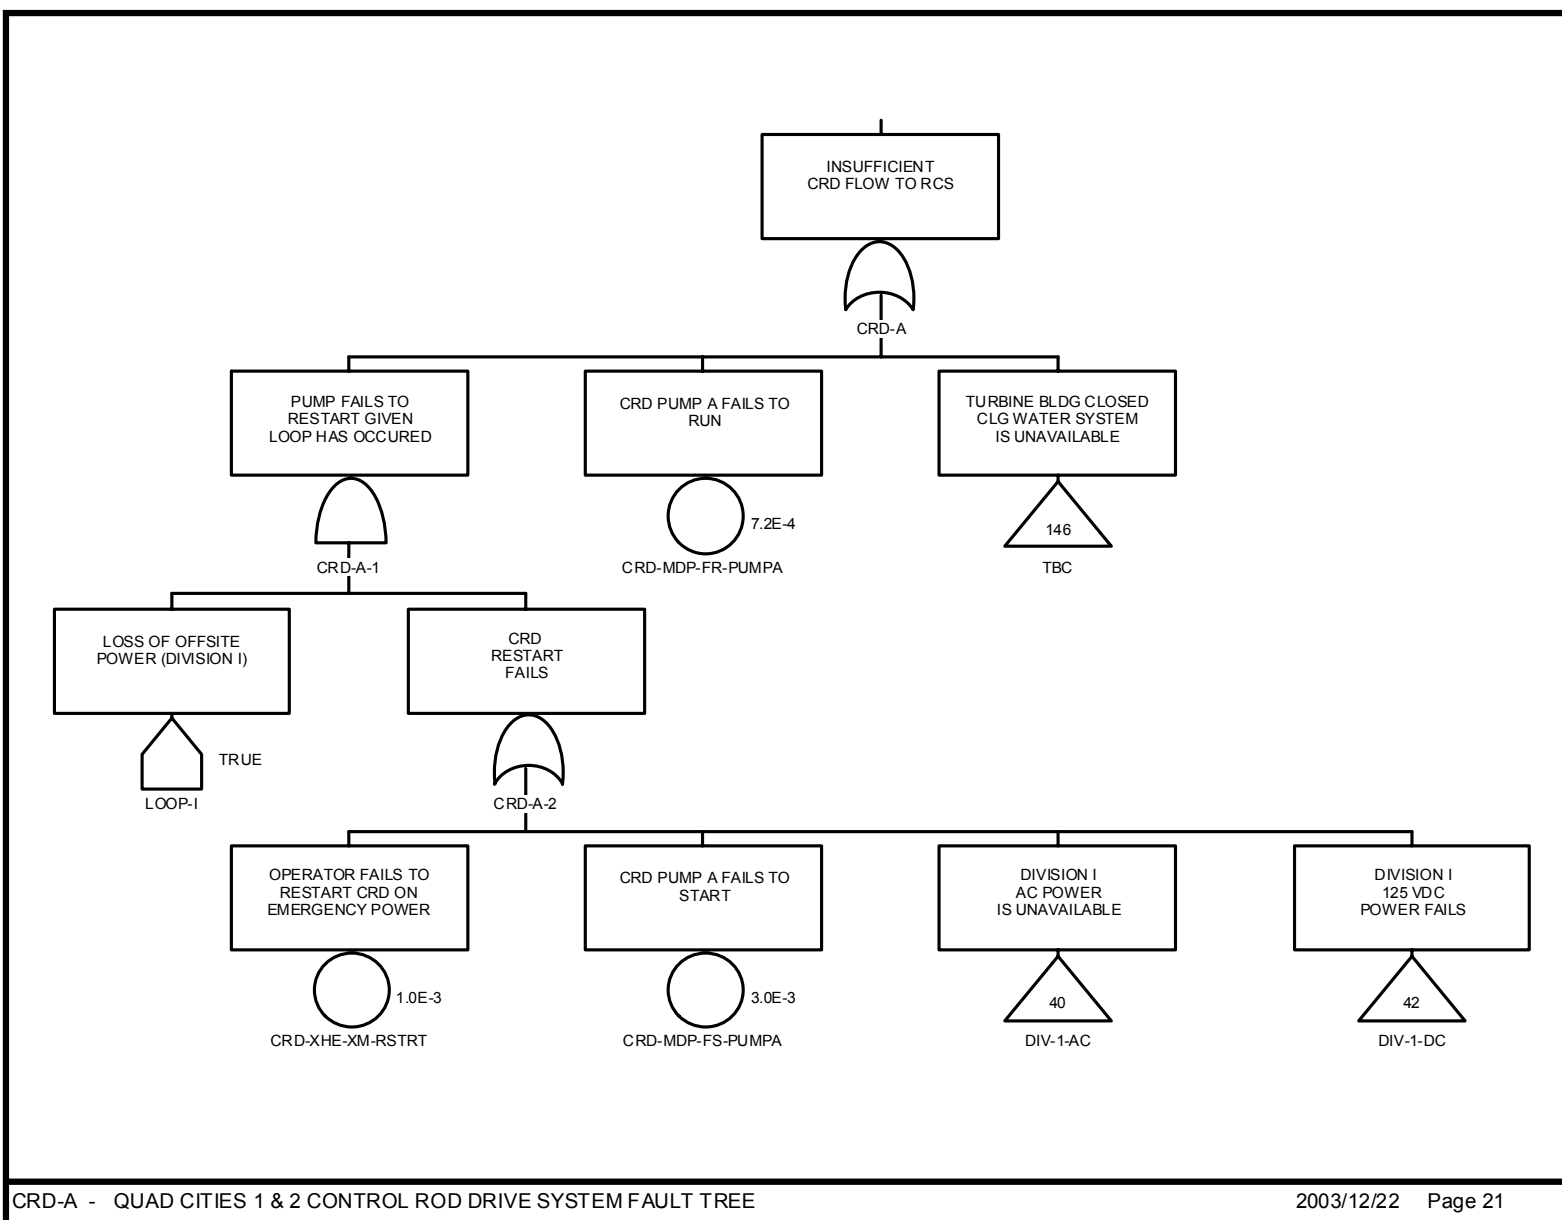 INSUFFICIENT
CRD FLOW TO RCS
CRD-A
PUMP FAILS TO
RESTART GIVEN
LOOP HAS OCCURED
CRD-A-1
CRD PUMP A FAILS TO
RUN
7.2E-4
CRD-MDP-FR-PUMPA
TURBINE BLDG CLOSED
CLG WATER SYSTEM
IS UNAVAILABLE
146
TBC
LOSS OF OFFSITE
POWER (DIVISION I)
TRUE
LOOP-I
CRD
RESTART
FAILS
CRD-A-2
OPERATOR FAILS TO
RESTART CRD ON
EMERGENCY POWER
1.0E-3
CRD-XHE-XM-RSTRT
CRD PUMP A FAILS TO
START
3.0E-3
CRD-MDP-FS-PUMPA
DIVISION I
AC POWER
IS UNAVAILABLE
40
DIV-1-AC
DIVISION I
125 VDC
POWER FAILS
42
DIV-1-DC
CRD-A - QUAD CITIES 1 & 2 CONTROL ROD DRIVE SYSTEM FAULT TREE
2003/12/22 Page 21